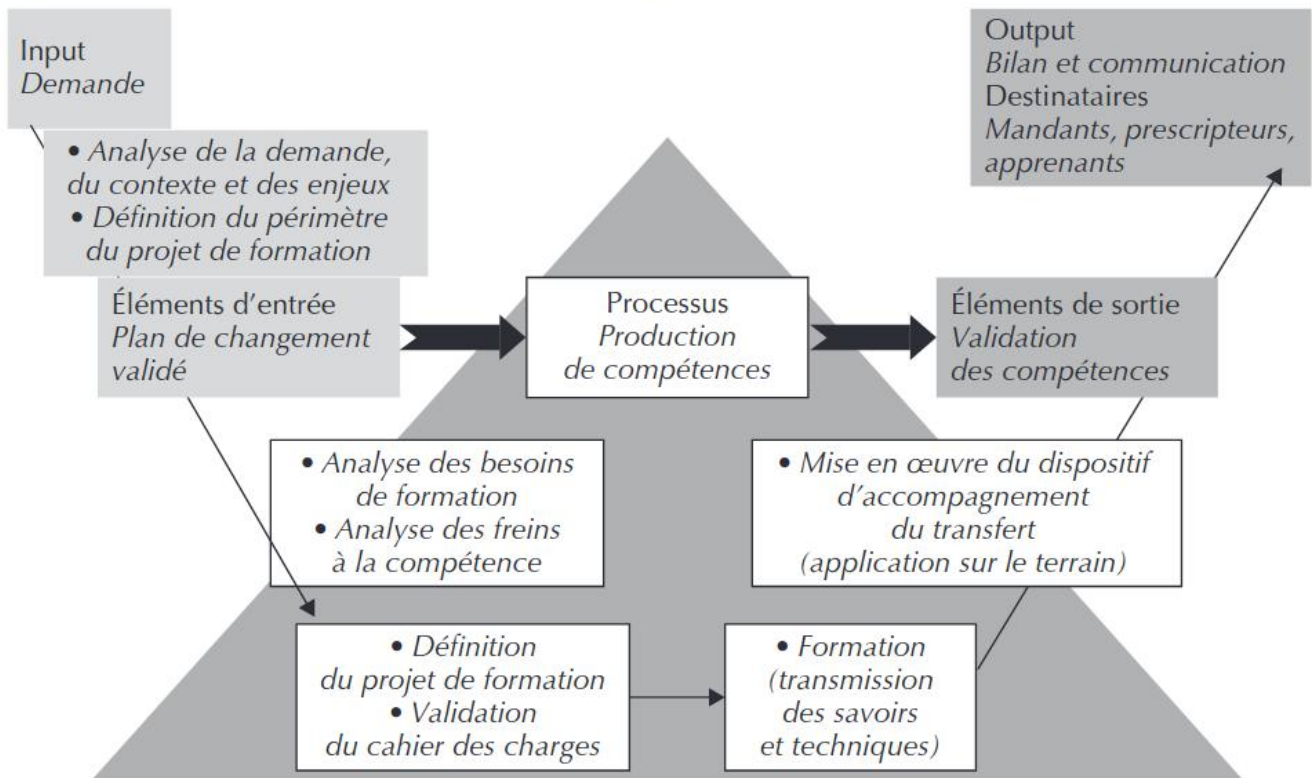 Input
Demande
• Analyse de la demande,
du contexte et des enjeux
• Définition du périmètre
du projet de formation
Éléments d'entrée
Plan de changement
validé
Processus
Production
de compétences
Éléments de sortie
Validation
des compétences
Output
Bilan et communication
Destinataires
Mandants, prescripteurs,
apprenants
• Analyse des besoins
de formation
• Analyse des freins
à la compétence
• Mise en œuvre du dispositif
d'accompagnement
du transfert
(application sur le terrain)
• Définition
du projet de formation
• Validation
du cahier des charges
• Formation
(transmission
des savoirs
et techniques)